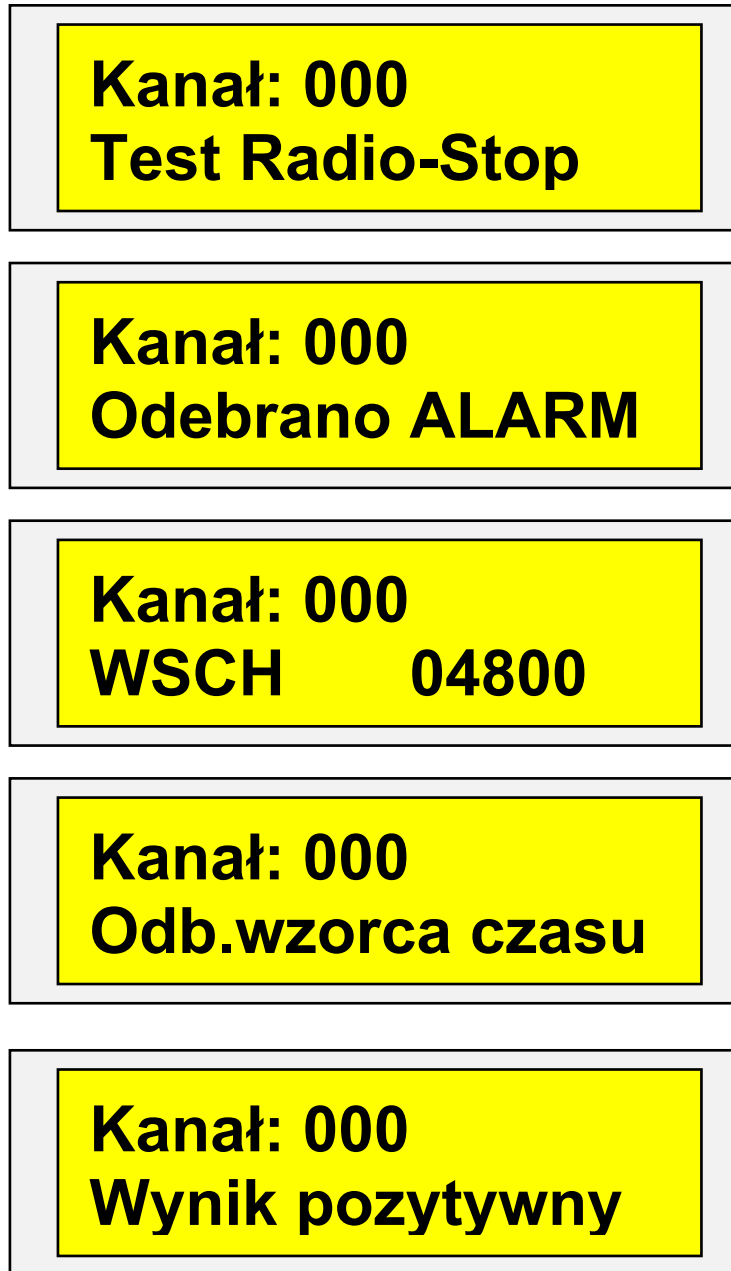 Kanał: 000
Test Radio-Stop
Kanał: 000
Odebrano ALARM
Kanał: 000
WSCH 04800
Kanał: 000
Odb.wzorca czasu
Kanał: 000
Wynik pozytywny